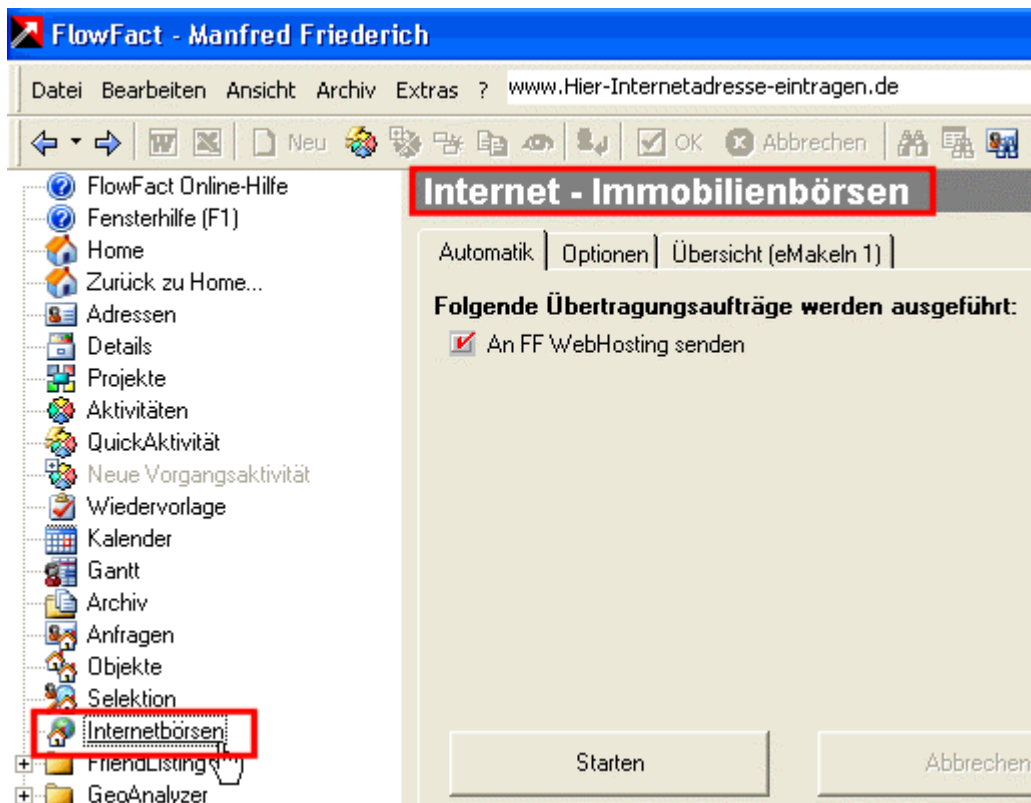 FlowFact - Manfred Friederich
Datei Bearbeiten Ansicht Archiv Extras ? www.Hier-Internetadresse-eintragen.de
Neu OK Abbrechen
FlowFact Online-Hilfe
Fensterhilfe (F1)
Home
Zurück zu Home...
Adressen
Details
Projekte
Aktivitäten
QuickAktivität
Neue Vorgangsaktivität
Wiedervorlage
Kalender
Gantt
Archiv
Anfragen
Objekte
Selektion
Internetbörsen
FriendListing
GeoAnalyzer
Internet - Immobilienbörsen
Automatik Optionen Übersicht (eMakeln 1)
Folgende Übertragungsaufträge werden ausgeführt:
An FF WebHosting senden
Starten Abbrechen